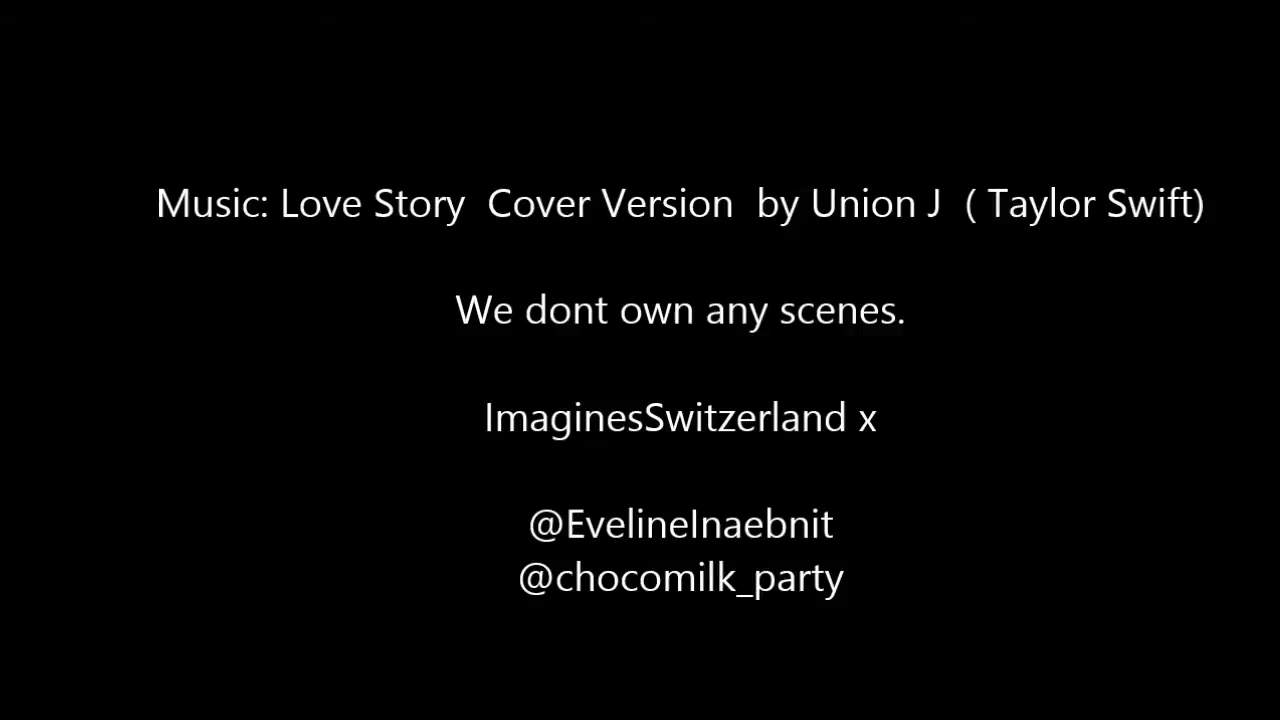 Music: Love Story  Cover Version  by Union J  ( Taylor Swift)
We dont own any scenes.
ImaginesSwitzerland x
@EvelineInaebnit
@chocomilk_party